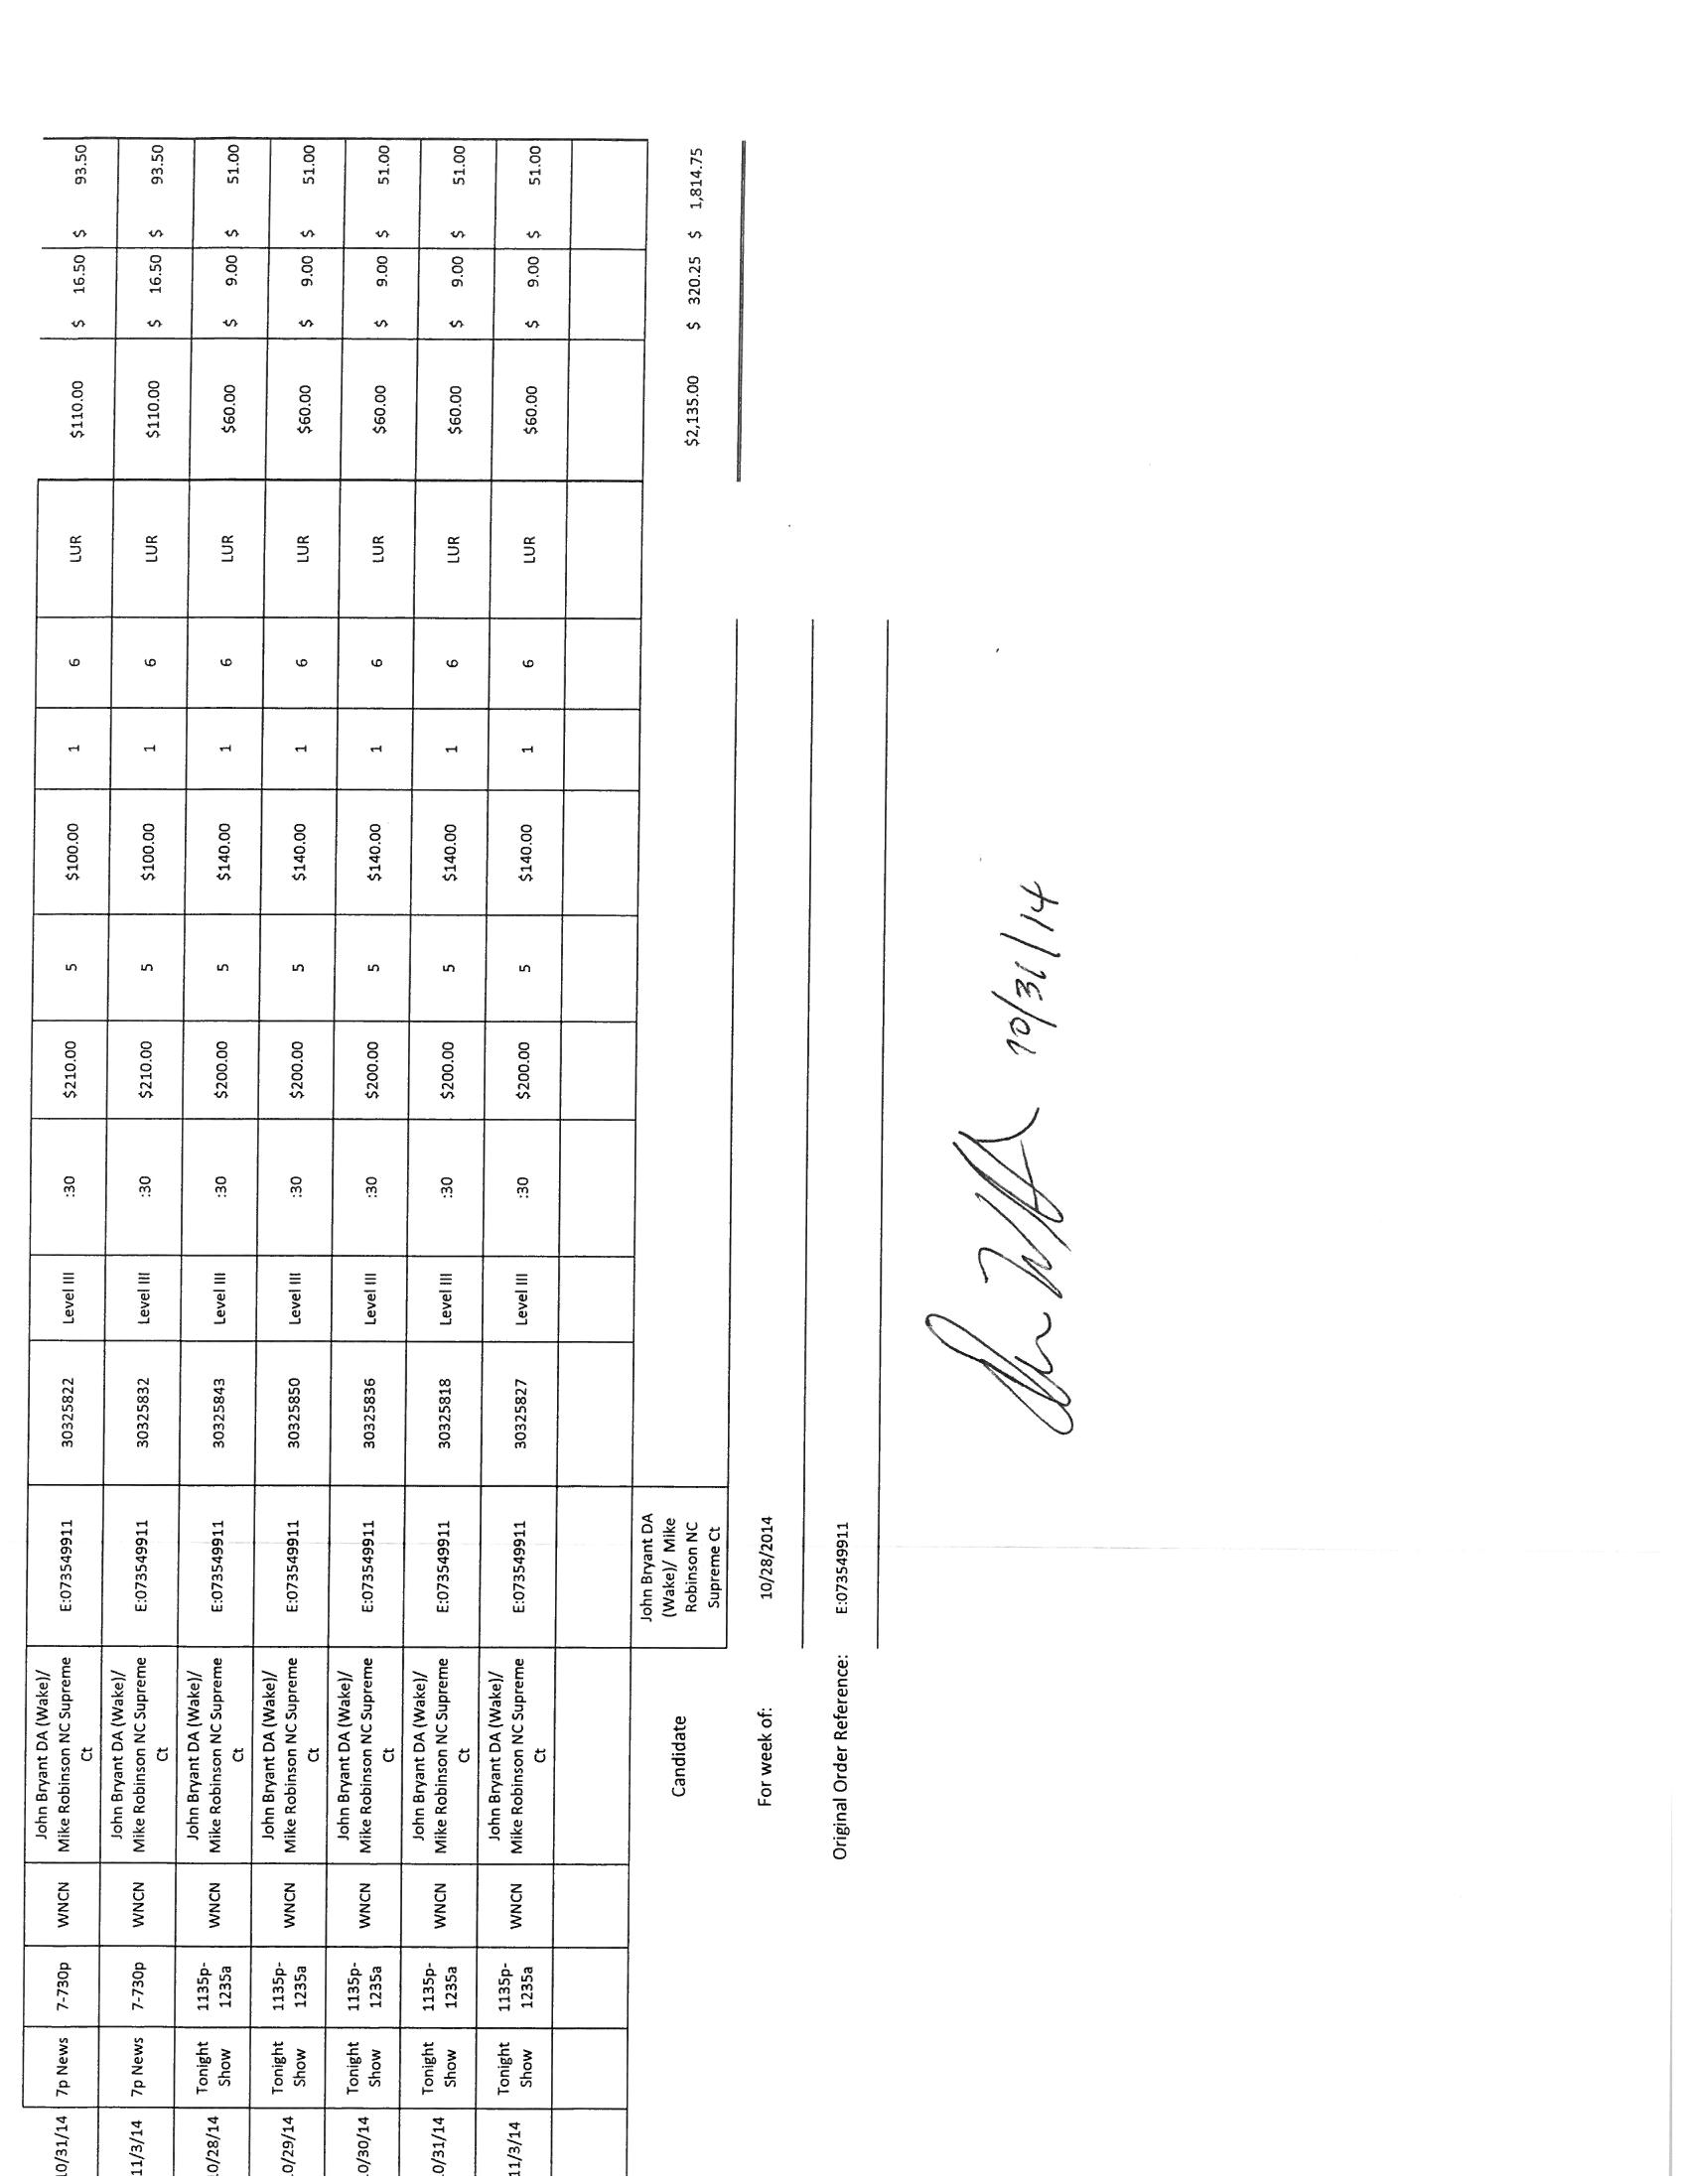 10/31/14 7p News 7-730p WNCN John Bryant DA (Wake)/ Mike Robinson NC Supreme Ct E:073549911 30325822 Level III :30 $210.00 5 $100.00 1 6 LUR $110.00 $ 16.50 $ 93.50
11/3/14 7p News 7-730p WNCN John Bryant DA (Wake)/ Mike Robinson NC Supreme Ct E:073549911 30325832 Level III :30 $210.00 5 $100.00 1 6 LUR $110.00 $ 16.50 $ 93.50
10/28/14 Tonight Show 1135p-1235a WNCN John Bryant DA (Wake)/ Mike Robinson NC Supreme Ct E:073549911 30325843 Level III :30 $200.00 5 $140.00 1 6 LUR $60.00 $ 9.00 $ 51.00
10/29/14 Tonight Show 1135p-1235a WNCN John Bryant DA (Wake)/ Mike Robinson NC Supreme Ct E:073549911 30325850 Level III :30 $200.00 5 $140.00 1 6 LUR $60.00 $ 9.00 $ 51.00
10/30/14 Tonight Show 1135p-1235a WNCN John Bryant DA (Wake)/ Mike Robinson NC Supreme Ct E:073549911 30325836 Level III :30 $200.00 5 $140.00 1 6 LUR $60.00 $ 9.00 $ 51.00
10/31/14 Tonight Show 1135p-1235a WNCN John Bryant DA (Wake)/ Mike Robinson NC Supreme Ct E:073549911 30325818 Level III :30 $200.00 5 $140.00 1 6 LUR $60.00 $ 9.00 $ 51.00
11/3/14 Tonight Show 1135p-1235a WNCN John Bryant DA (Wake)/ Mike Robinson NC Supreme Ct E:073549911 30325827 Level III :30 $200.00 5 $140.00 1 6 LUR $60.00 $ 9.00 $ 51.00
Candidate John Bryant DA (Wake)/ Mike Robinson NC Supreme Ct $2,135.00 $ 320.25 $ 1,814.75
For week of: 10/28/2014
Original Order Reference: E:073549911
10/31/14